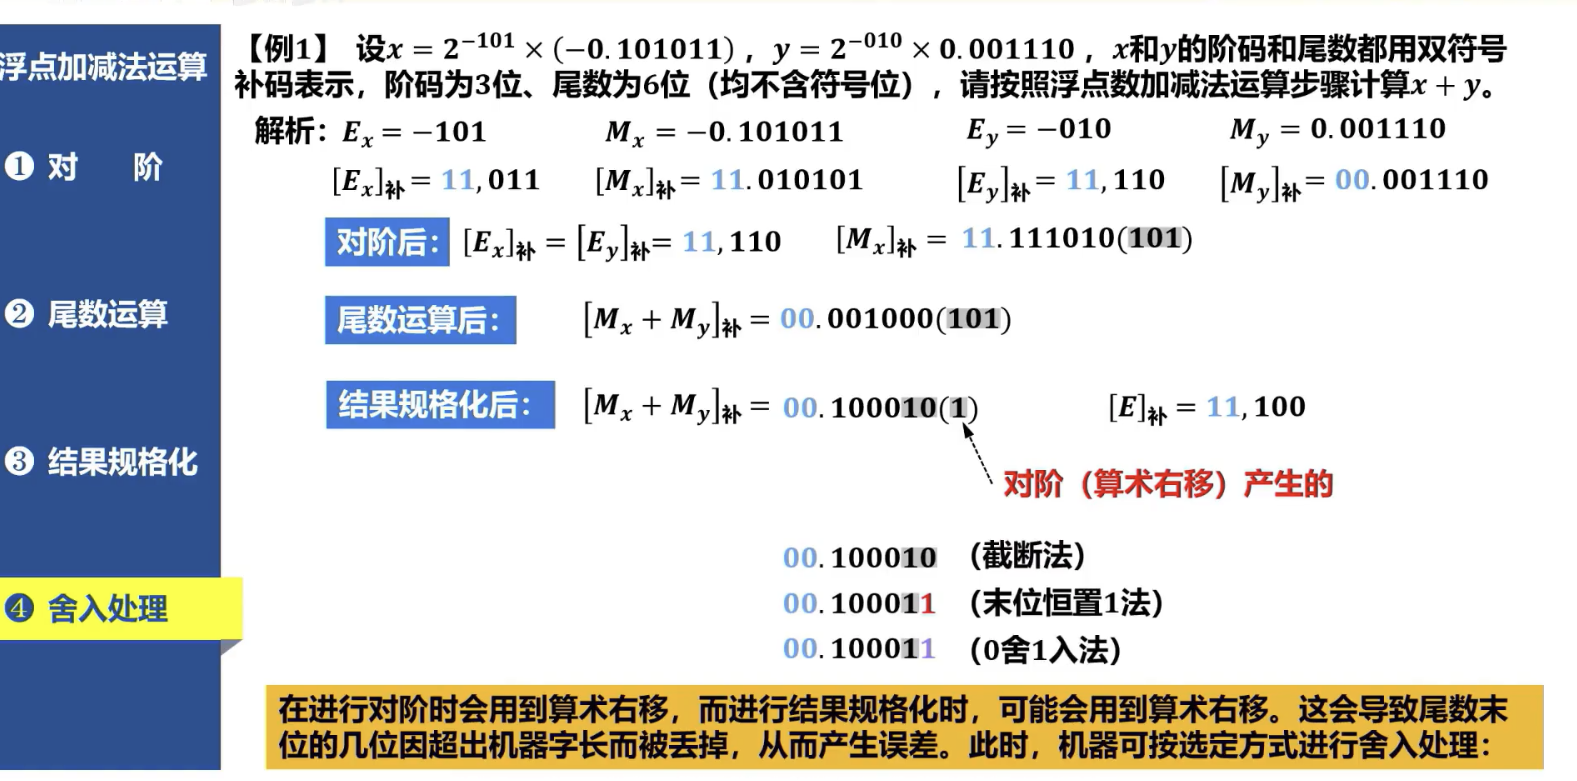 浮点加减法运算
❶ 对 阶
❷ 尾数运算
❸ 结果规格化
❹ 舍入处理
【例1】 设x = 2⁻¹⁰¹ × (−0.101011)，y = 2⁻⁰¹⁰ × 0.001110，x和y的阶码和尾数都用双符号
补码表示，阶码为3位、尾数为6位（均不含符号位），请按照浮点数加减法运算步骤计算x + y。
解析：Eₓ = −101 Mₓ = −0.101011 E_y = −010 M_y = 0.001110
[Eₓ]补 = 11,011 [Mₓ]补 = 11.010101 [E_y]补 = 11,110 [M_y]补 = 00.001110
对阶后： [Eₓ]补 = [E_y]补 = 11,110 [Mₓ]补 = 11.111010(101)
尾数运算后： [Mₓ + M_y]补 = 00.001000(101)
结果规格化后： [Mₓ + M_y]补 = 00.100010(1) [E]补 = 11,100
对阶（算术右移）产生的
00.100010 （截断法）
00.100011 （末位恒置1法）
00.100011 （0舍1入法）
在进行对阶时会用到算术右移，而进行结果规格化时，可能会用到算术右移。这会导致尾数末
位的几位因超出机器字长而被丢掉，从而产生误差。此时，机器可按选定方式进行舍入处理：